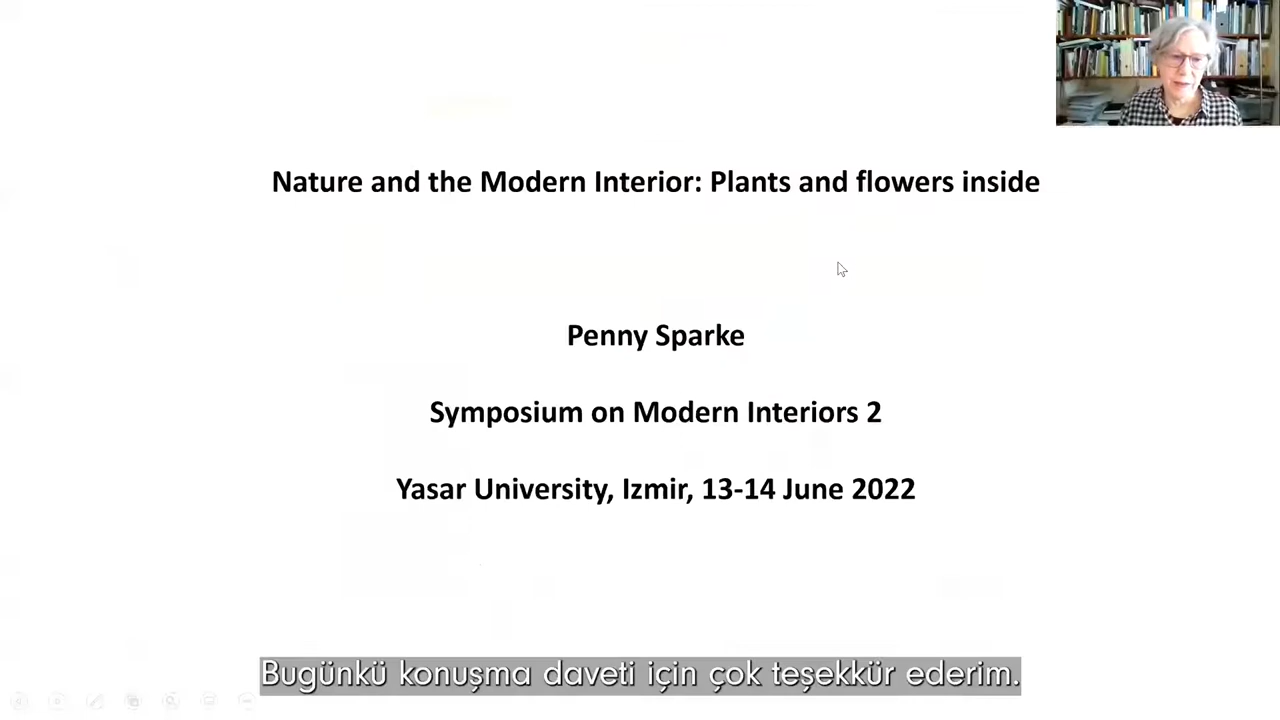 Nature and the Modern Interior: Plants and flowers inside
Penny Sparke
Symposium on Modern Interiors 2
Yasar University, Izmir, 13-14 June 2022
Bugünkü konuşma daveti için çok teşekkür ederim.